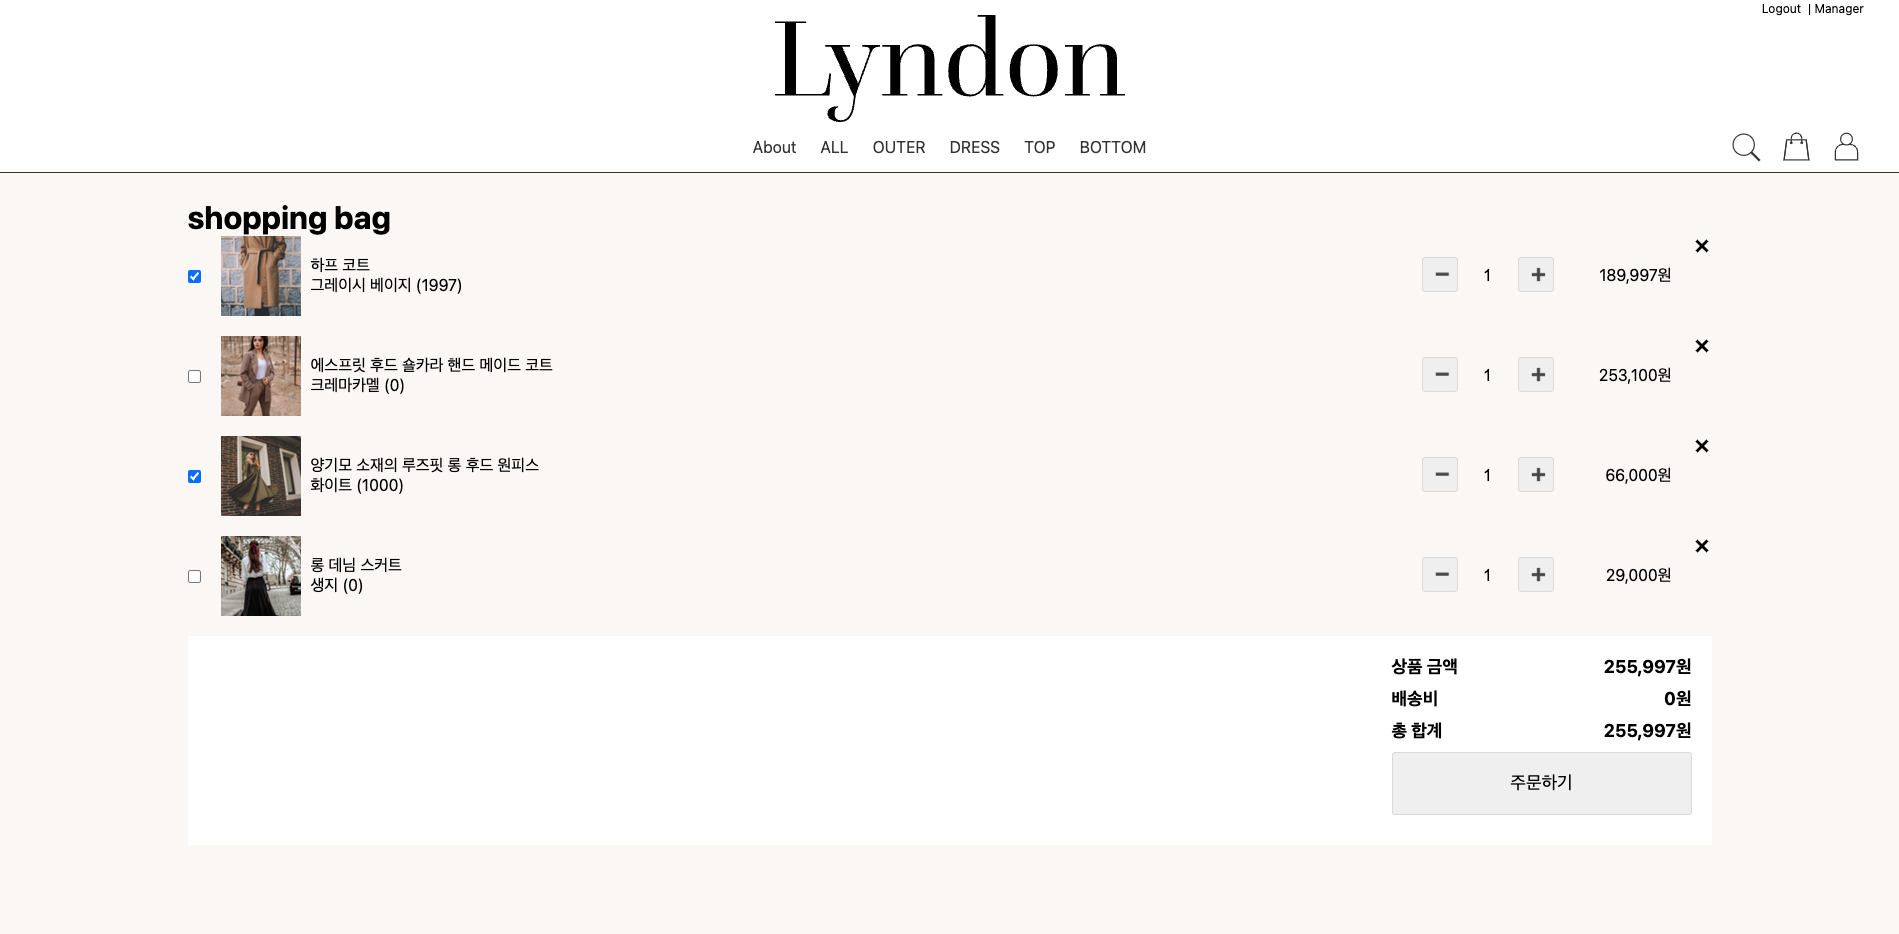 Logout | Manager
Lyndon
About ALL OUTER DRESS TOP BOTTOM
shopping bag
하프 코트
그레이시 베이지 (1997)
1 189,997원
에스프릿 후드 숄카라 핸드 메이드 코트
크레마카멜 (0)
1 253,100원
양기모 소재의 루즈핏 롱 후드 원피스
화이트 (1000)
1 66,000원
롱 데님 스커트
생지 (0)
1 29,000원
상품 금액 255,997원
배송비 0원
총 합계 255,997원
주문하기